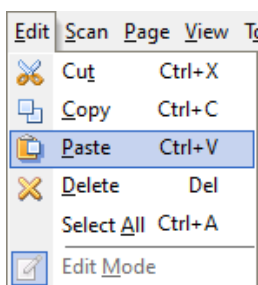 Edit Scan Page View
Cut Ctrl+X
Copy Ctrl+C
Paste Ctrl+V
Delete Del
Select All Ctrl+A
Edit Mode